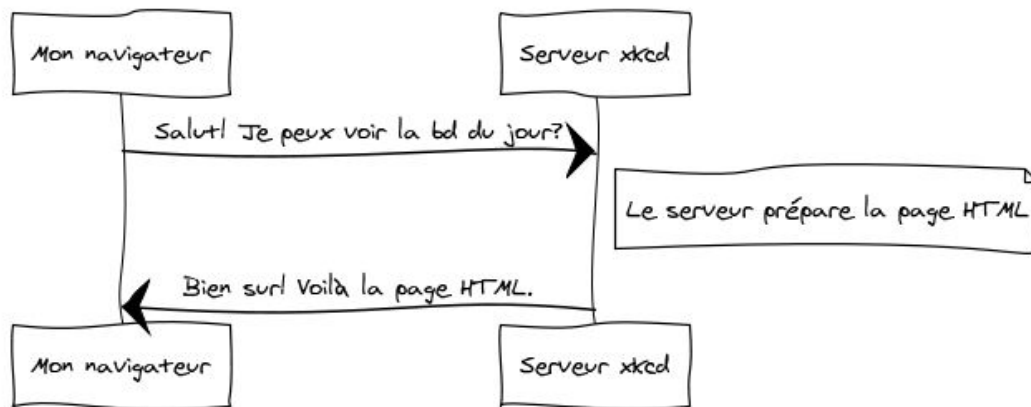 Mon navigateur
Serveur xkcd
Salut! Je peux voir la bd du jour?
Le serveur prépare la page HTML
Bien sur! Voilà la page HTML.
Mon navigateur
Serveur xkcd